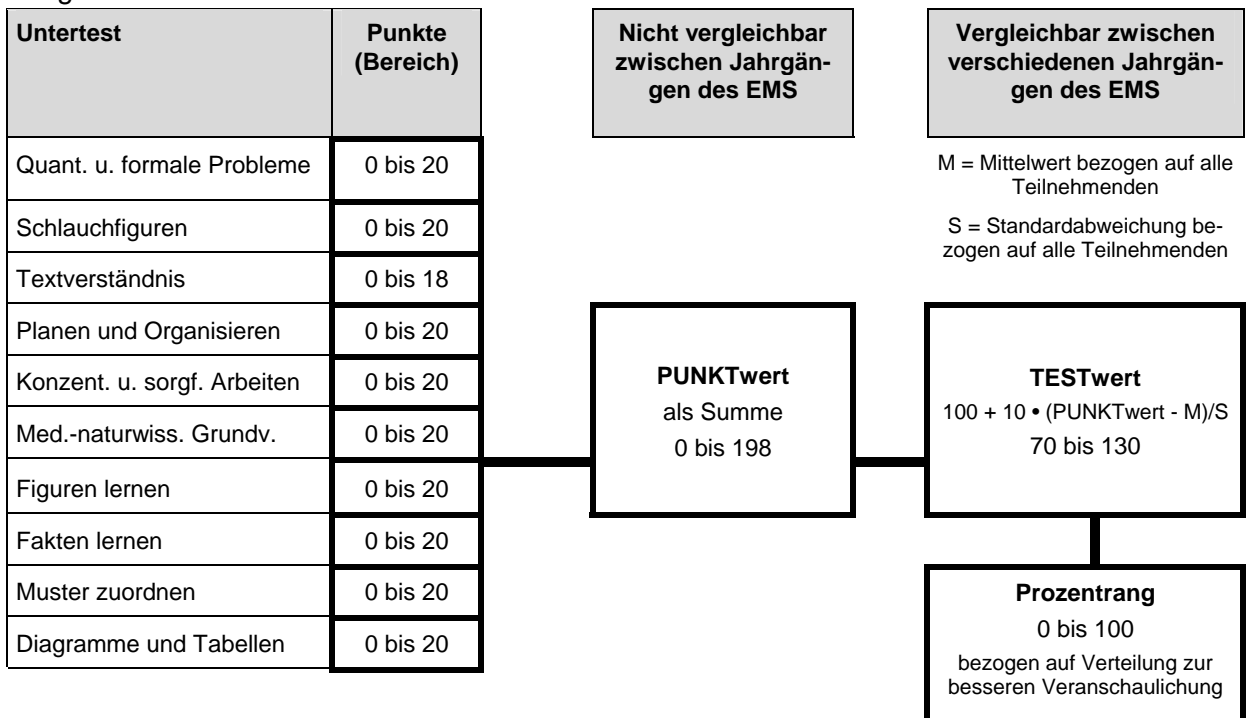 Untertest
Punkte
(Bereich)
Quant. u. formale Probleme
0 bis 20
Schlauchfiguren
0 bis 20
Textverständnis
0 bis 18
Planen und Organisieren
0 bis 20
Konzent. u. sorgf. Arbeiten
0 bis 20
Med.-naturwiss. Grundv.
0 bis 20
Figuren lernen
0 bis 20
Fakten lernen
0 bis 20
Muster zuordnen
0 bis 20
Diagramme und Tabellen
0 bis 20
Nicht vergleichbar
zwischen Jahrgän-
gen des EMS
PUNKTwert
als Summe
0 bis 198
Vergleichbar zwischen
verschiedenen Jahrgän-
gen des EMS
M = Mittelwert bezogen auf alle
Teilnehmenden
S = Standardabweichung be-
zogen auf alle Teilnehmenden
TESTwert
100 + 10 • (PUNKTwert - M)/S
70 bis 130
Prozentrang
0 bis 100
bezogen auf Verteilung zur
besseren Veranschaulichung